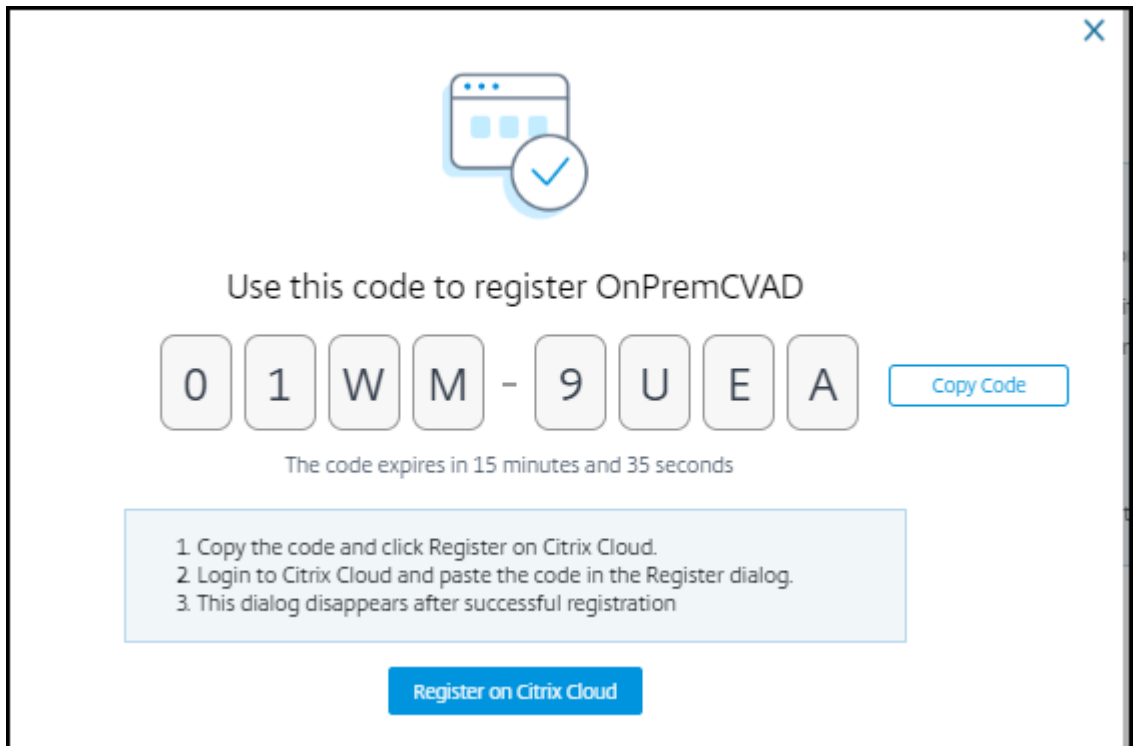 Use this code to register OnPremCVAD
0 1 W M - 9 U E A
Copy Code
The code expires in 15 minutes and 35 seconds
1. Copy the code and click Register on Citrix Cloud.
2 Login to Citrix Cloud and paste the code in the Register dialog.
3. This dialog disappears after successful registration
Register on Citrix Cloud